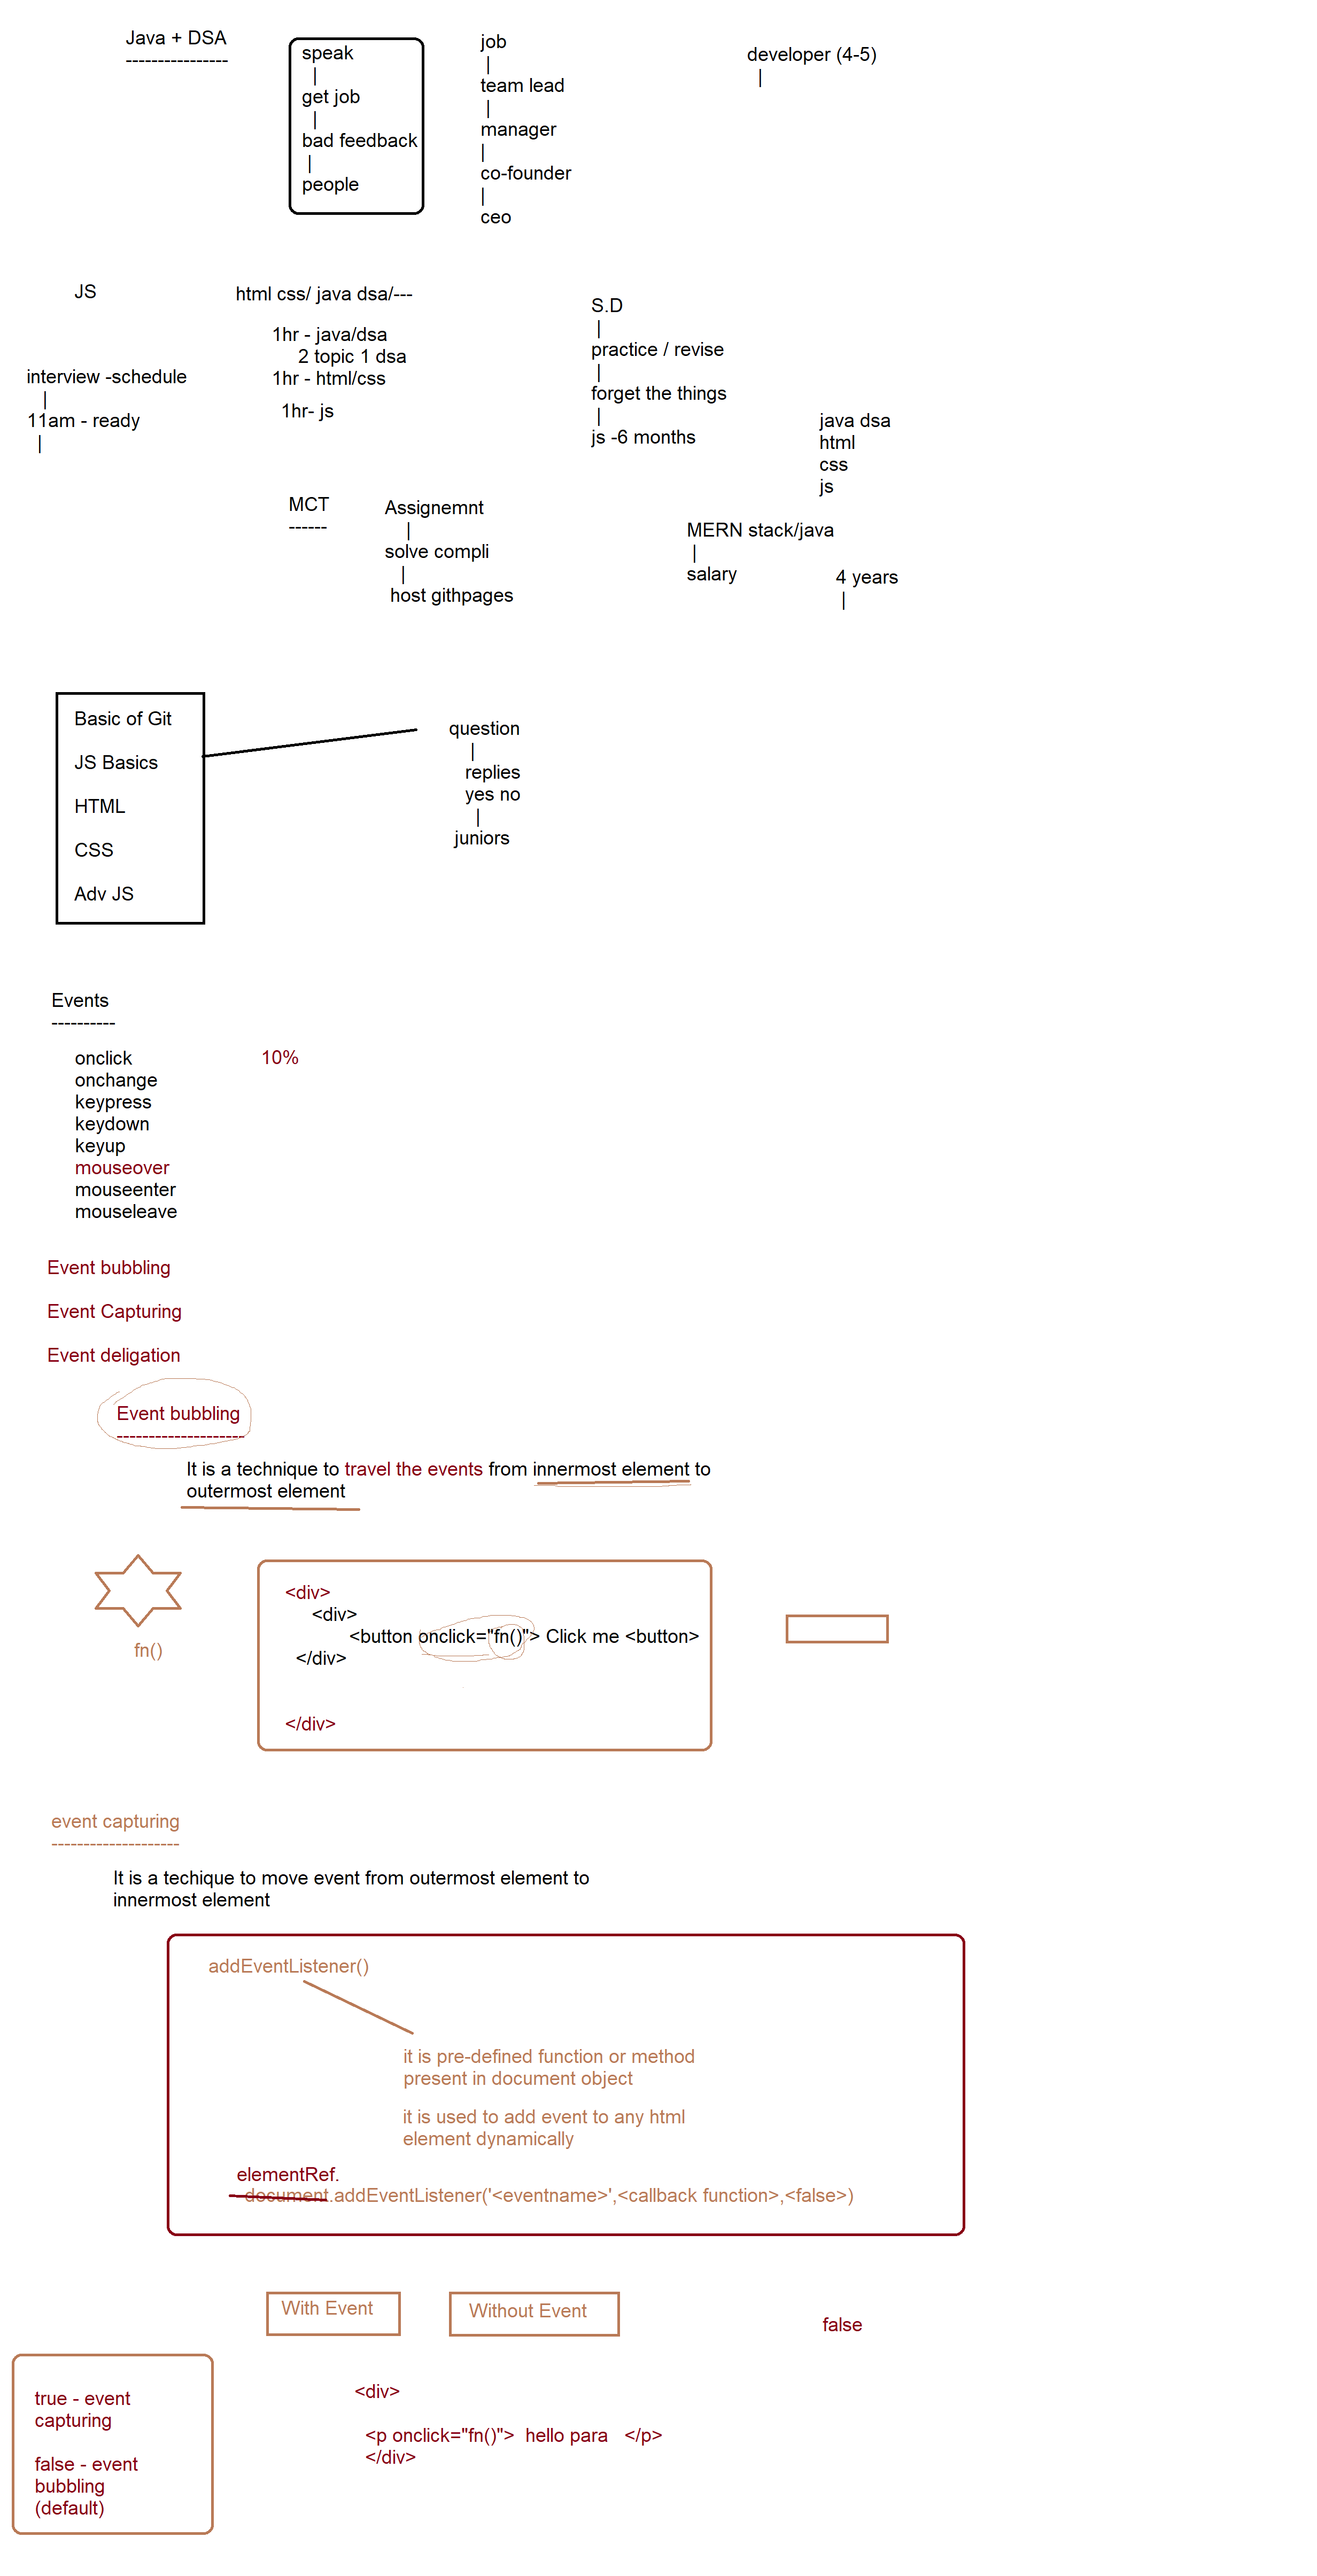 Java + DSA
----------------
speak
|
get job
|
bad feedback
|
people
job
|
team lead
|
manager
|
co-founder
|
ceo
developer (4-5)
|
JS
html css/ java dsa/---
1hr - java/dsa
2 topic 1 dsa
1hr - html/css
1hr- js
interview -schedule
|
11am - ready
|
S.D
|
practice / revise
|
forget the things
|
js -6 months
java dsa
html
css
js
MCT
------
Assignemnt
|
solve compli
|
host githpages
MERN stack/java
|
salary
4 years
|
Basic of Git
JS Basics
HTML
CSS
Adv JS
question
|
replies
yes no
|
juniors
Events
----------
onclick
onchange
keypress
keydown
keyup
mouseover
mouseenter
mouseleave
10%
Event bubbling
Event Capturing
Event deligation
Event bubbling
--------------------
It is a technique to travel the events from innermost element to
outermost element
fn()
<div>
<div>
<button onclick="fn()"> Click me <button>
</div>
</div>
event capturing
--------------------
It is a techique to move event from outermost element to
innermost element
addEventListener()
it is pre-defined function or method
present in document object
it is used to add event to any html
element dynamically
elementRef.
document.addEventListener('<eventname>',<callback function>,<false>)
With Event
Without Event
false
true - event
capturing
false - event
bubbling
(default)
<div>
<p onclick="fn()">  hello para   </p>
</div>